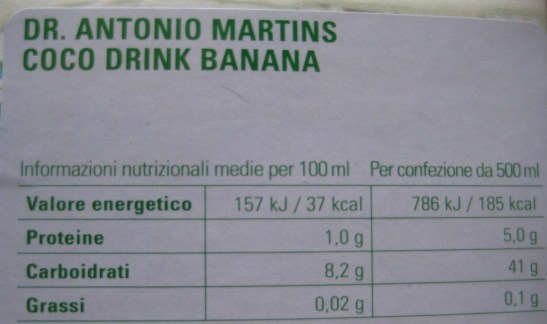 DR. ANTONIO MARTINS
COCO DRINK BANANA
Informazioni nutrizionali medie per 100 ml Per confezione da 500 ml
Valore energetico 157 kJ / 37 kcal 786 kJ / 185 kcal
Proteine 1,0 g 5,0 g
Carboidrati 8,2 g 41 g
Grassi 0,02 g 0,1 g